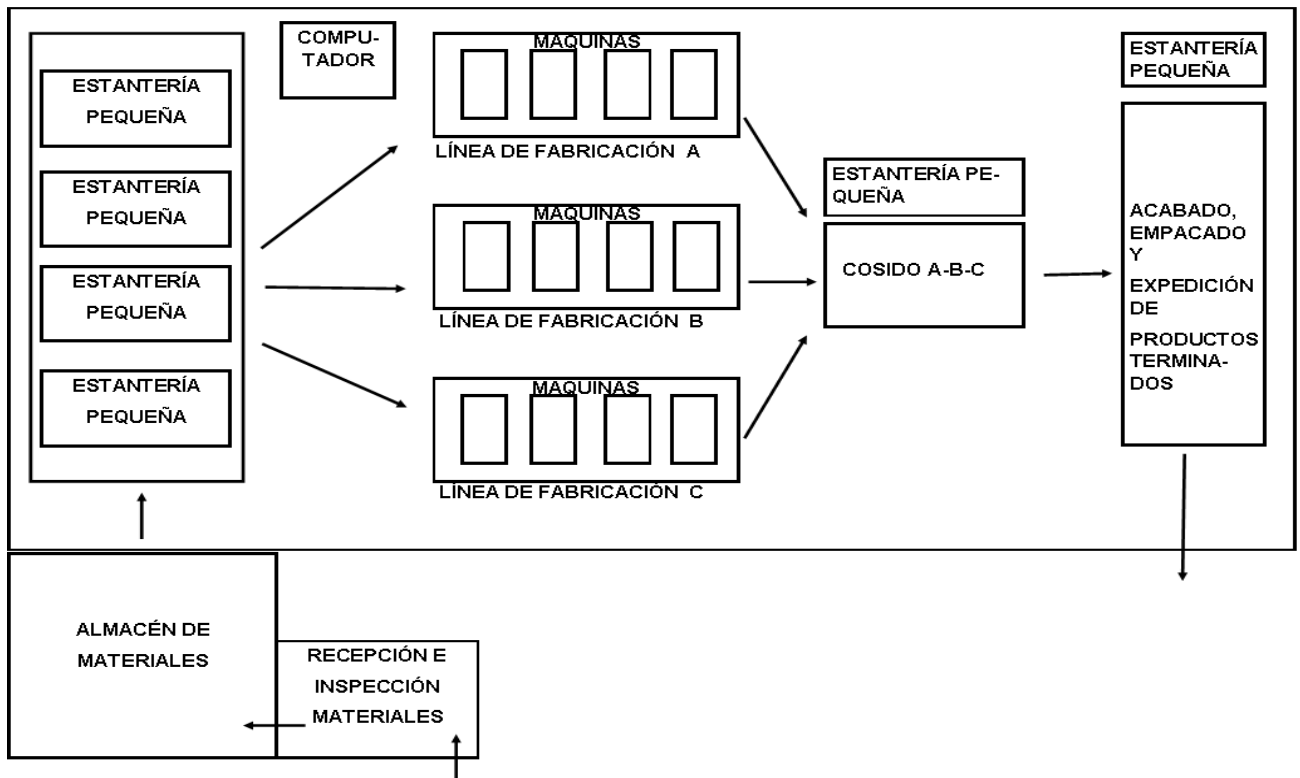 ESTANTERÍA
PEQUEÑA
ESTANTERÍA
PEQUEÑA
ESTANTERÍA
PEQUEÑA
ESTANTERÍA
PEQUEÑA
COMPU-
TADOR
MAQUINAS
LÍNEA DE FABRICACIÓN A
MAQUINAS
LÍNEA DE FABRICACIÓN B
MAQUINAS
LÍNEA DE FABRICACIÓN C
ESTANTERÍA PE-
QUEÑA
COSIDO A-B-C
ESTANTERÍA
PEQUEÑA
ACABADO,
EMPACADO
Y
EXPEDICIÓN
DE
PRODUCTOS
TERMINA-
DOS
ALMACÉN DE
MATERIALES
RECEPCIÓN E
INSPECCIÓN
MATERIALES